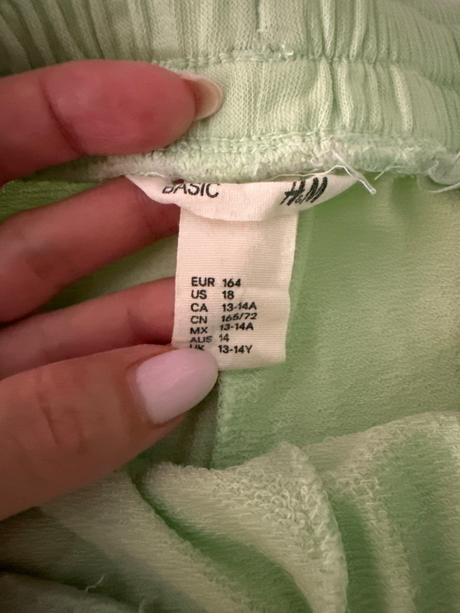 BASIC H&M
EUR 164
US 18
CA 13-14A
CN 165/72
MX 13-14A
AUS 14
UK 13-14Y